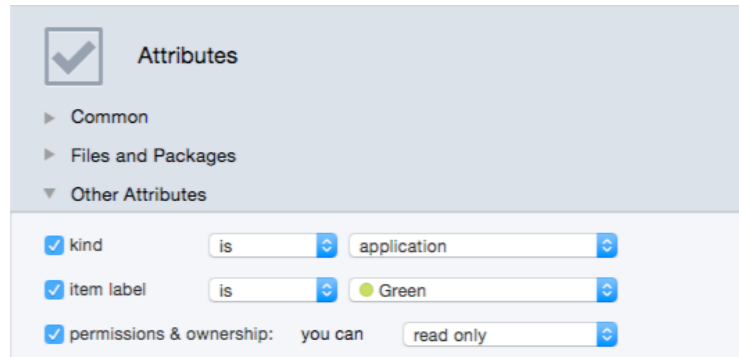 Attributes
Common
Files and Packages
Other Attributes
kind is application
item label is Green
permissions & ownership: you can read only